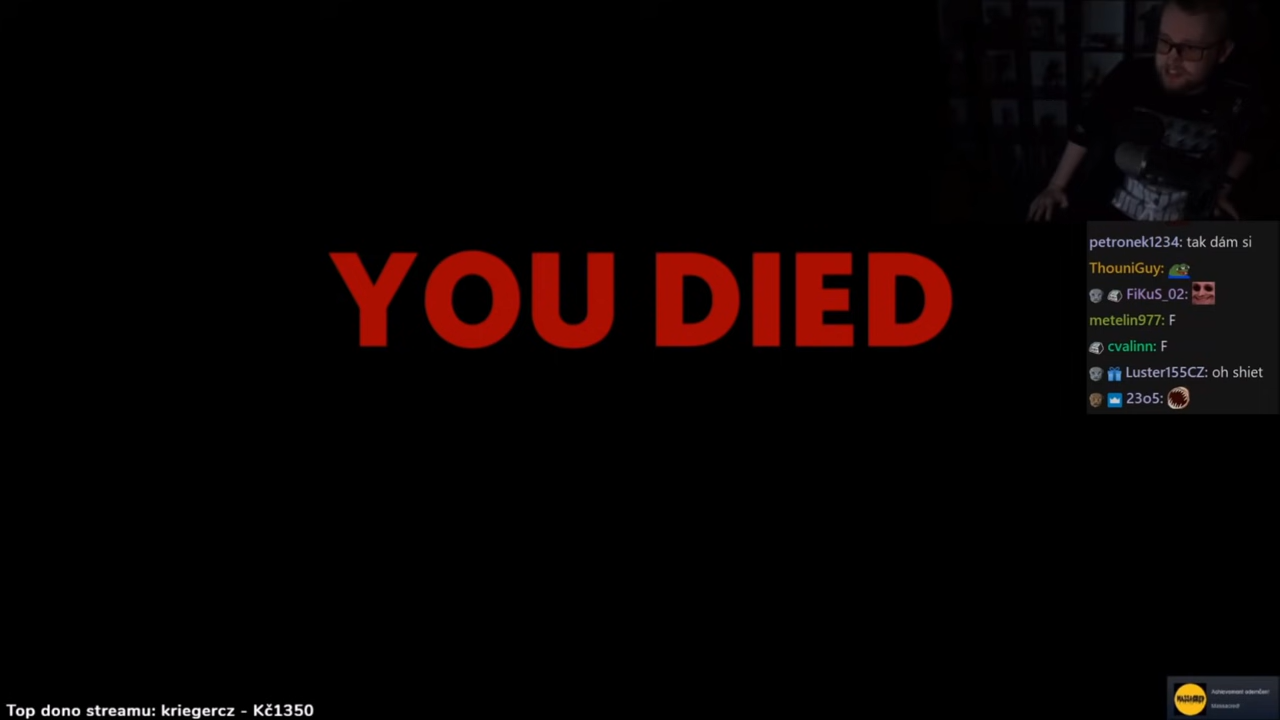 YOU DIED
petronek1234: tak dám si
ThouniGuy:
FiKuS_02:
metelin977: F
cvalinn: F
Luster155CZ: oh shiet
23o5:
Top dono streamu: kriegercz - Kč1350